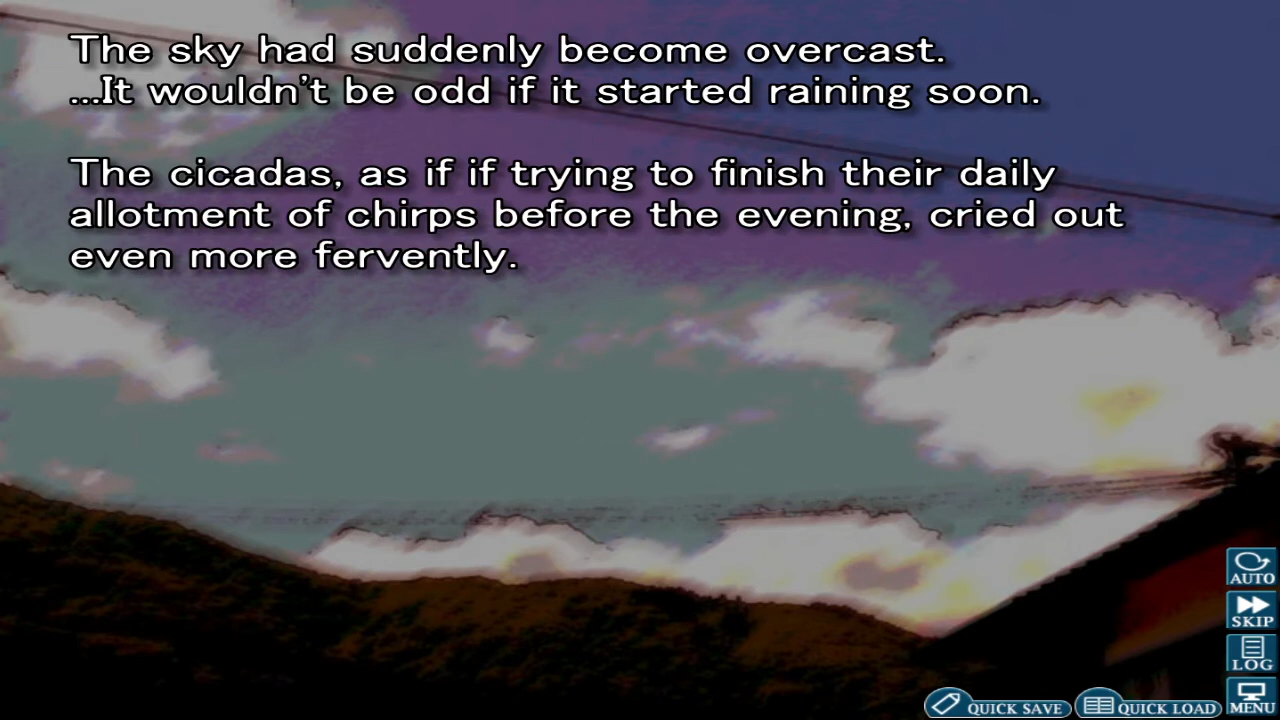 The sky had suddenly become overcast.
...It wouldn't be odd if it started raining soon.
The cicadas, as if if trying to finish their daily
allotment of chirps before the evening, cried out
even more fervently.
AUTO
SKIP
LOG
MENU
QUICK SAVE
QUICK LOAD